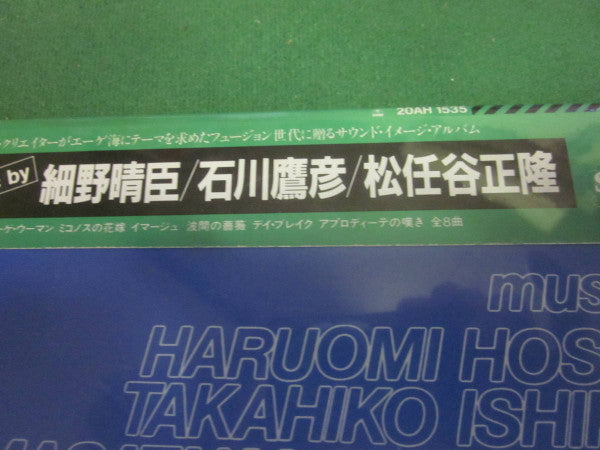 20AH 1535
クリエイターがエーゲ海にテーマを求めたフュージョン世代に贈るサウンド・イメージ・アルバム
by 細野晴臣/石川鷹彦/松任谷正隆
ーゲ・ウーマン ミコノスの花嫁 イマージュ 波間の薔薇 デイ・ブレイク アプロディーテの嘆き 全8曲
mus
HARUOMI HOS
TAKAHIKO ISHI